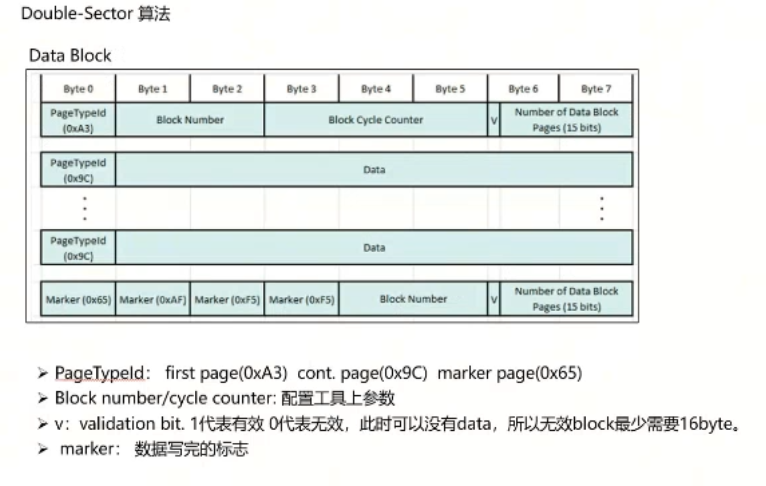 Double-Sector 算法
Data Block
Byte 0 Byte 1 Byte 2 Byte 3 Byte 4 Byte 5 Byte 6 Byte 7
PageTypeId
(0xA3)
Block Number
Block Cycle Counter
V
Number of Data Block
Pages (15 bits)
PageTypeId
(0x9C)
Data
PageTypeId
(0x9C)
Data
Marker (0x65) Marker (0xAF) Marker (0xF5) Marker (0xF5) Block Number V
Number of Data Block
Pages (15 bits)
➢ PageTypeId： first page(0xA3) cont. page(0x9C) marker page(0x65)
➢ Block number/cycle counter: 配置工具上参数
➢ v：validation bit. 1代表有效 0代表无效，此时可以没有data，所以无效block最少需要16byte。
➢ marker： 数据写完的标志